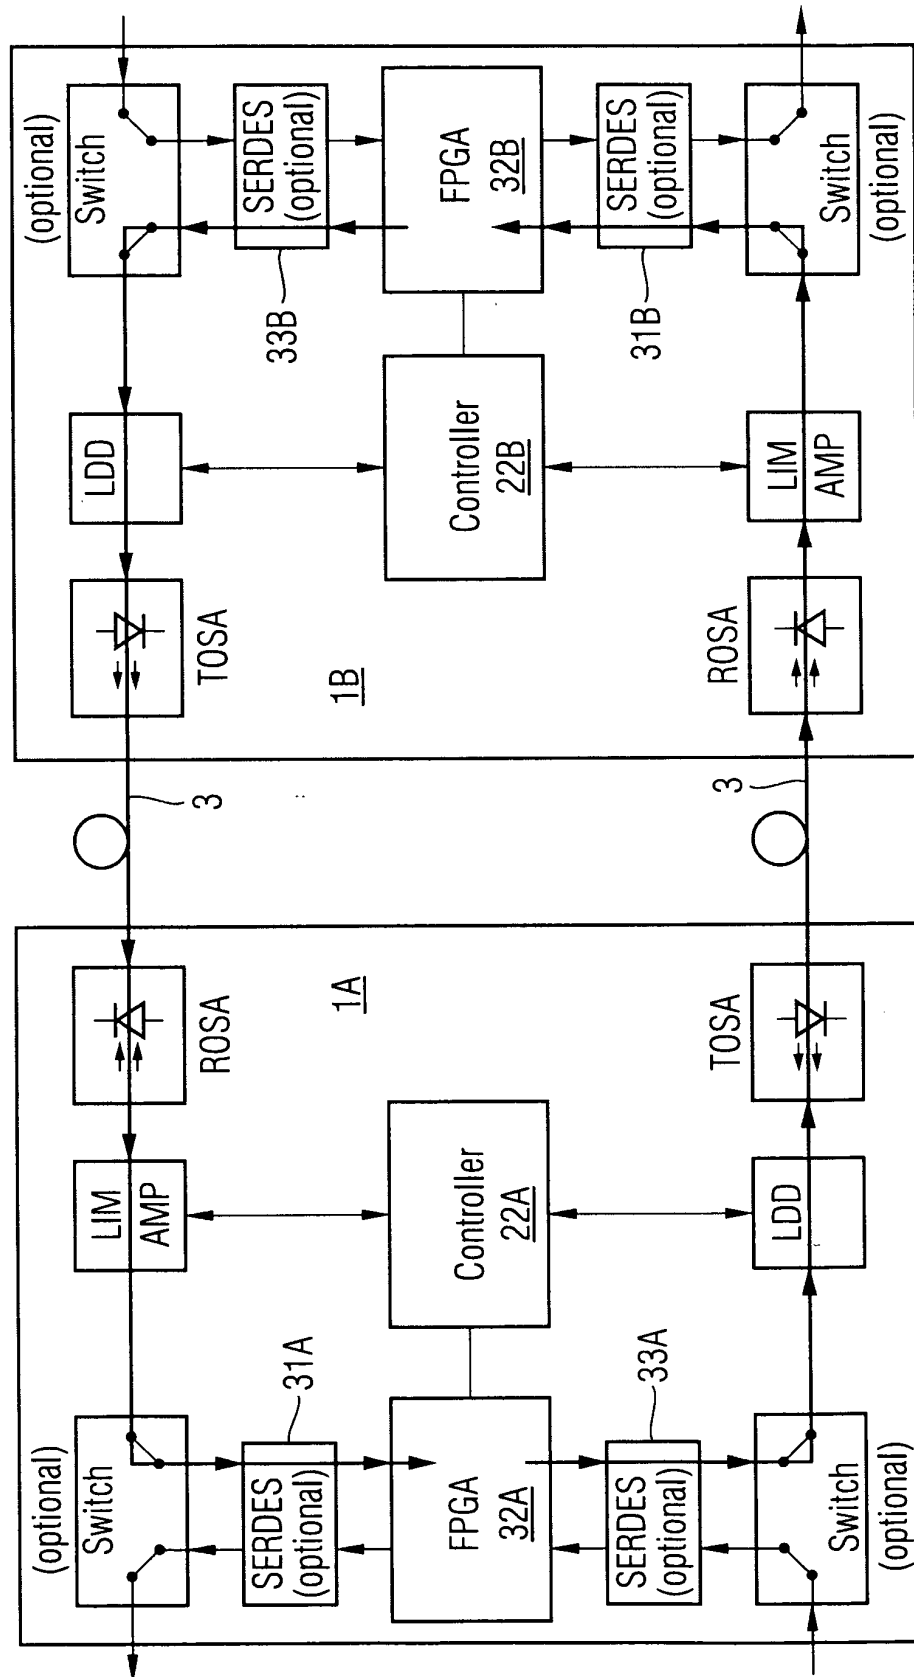 (optional)
Switch
SERDES
(optional)
33B
FPGA
32B
SERDES
(optional)
31B
Switch
(optional)
LDD
Controller
22B
LIM
AMP
TOSA
1B
ROSA
3
3
ROSA
1A
TOSA
LIM
AMP
Controller
22A
LDD
(optional)
Switch
31A
SERDES
(optional)
FPGA
32A
33A
SERDES
(optional)
Switch
(optional)